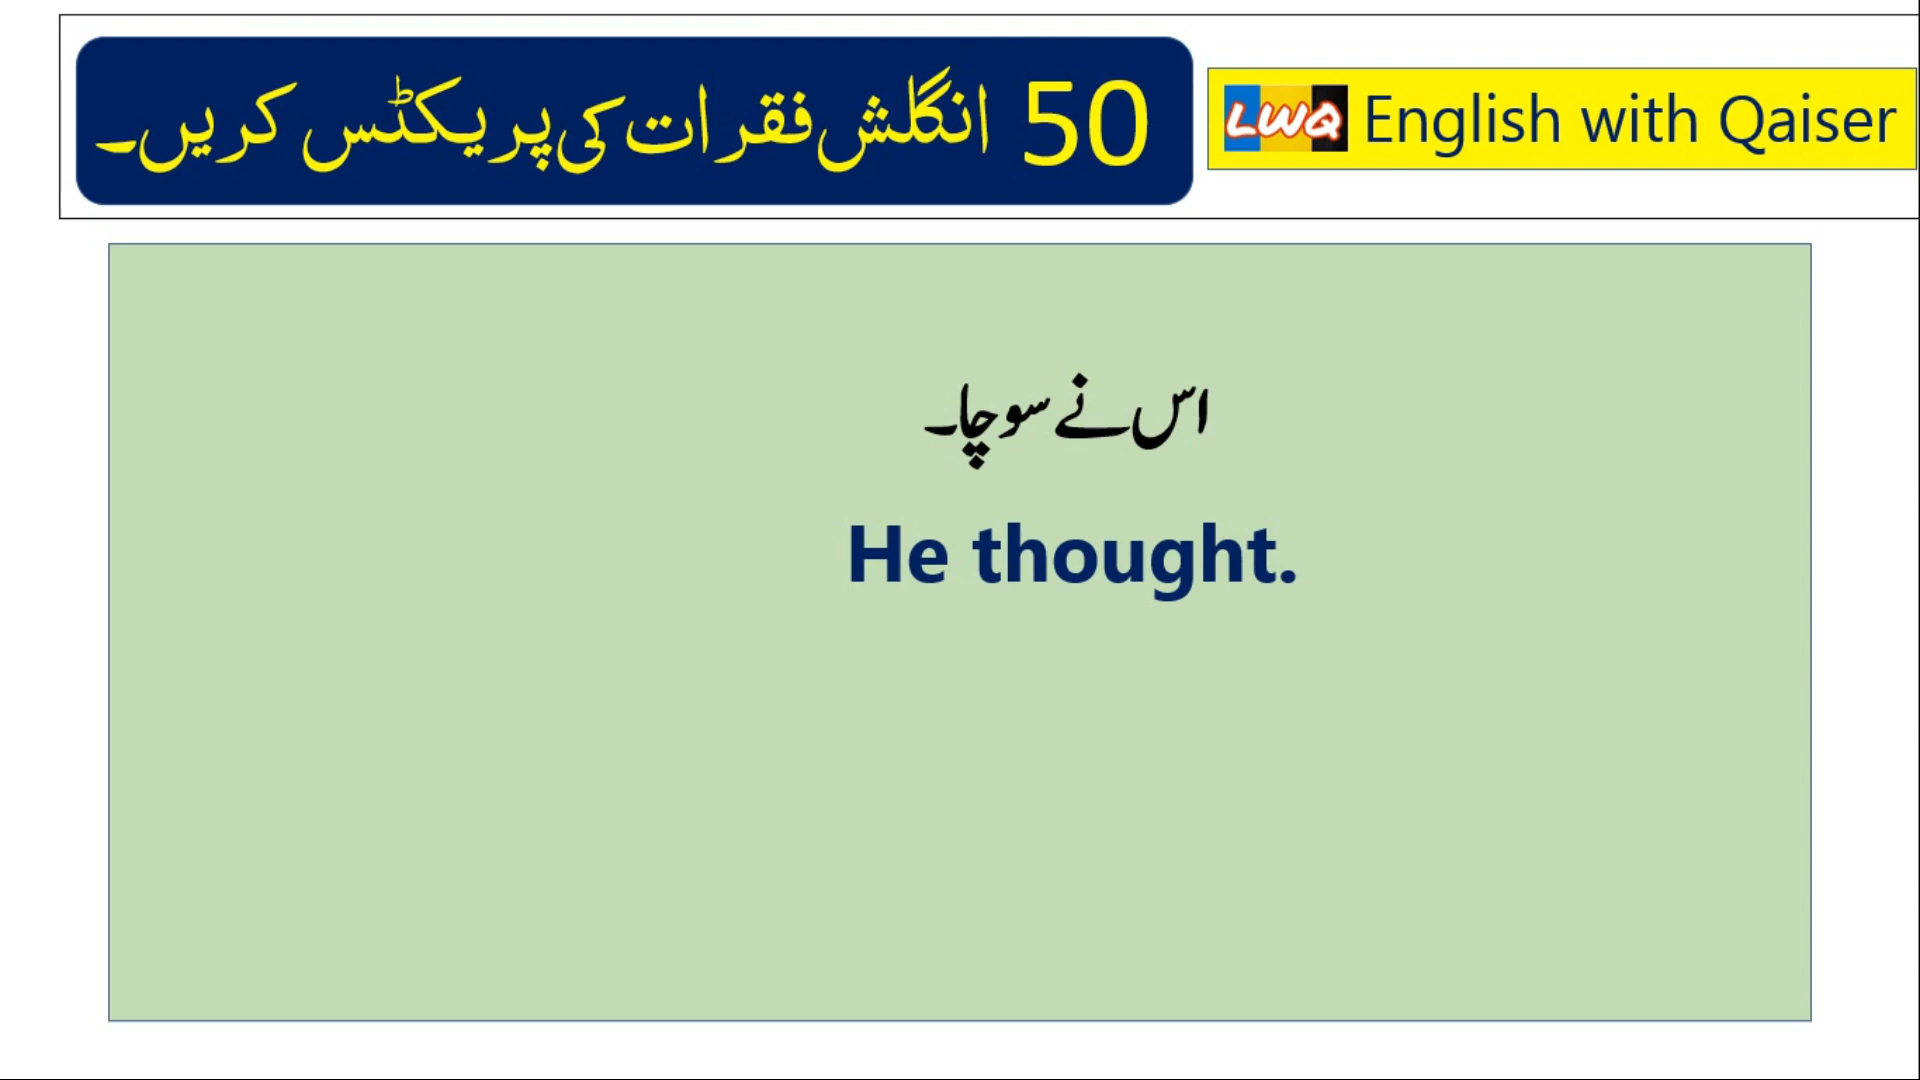 50 انگلش فقرات کی پریکٹس کریں۔
LWQ English with Qaiser
اس نے سوچا۔
He thought.